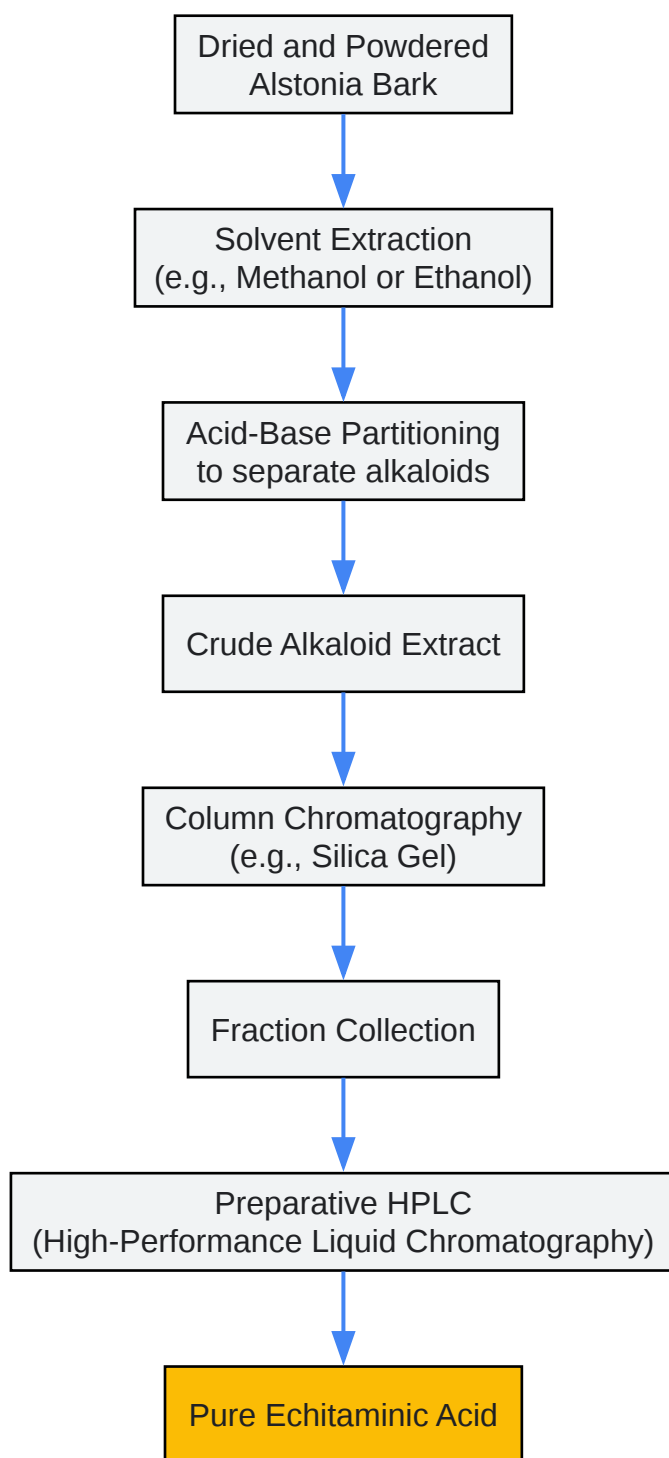 Dried and Powdered
Alstonia Bark
Solvent Extraction
(e.g., Methanol or Ethanol)
Acid-Base Partitioning
to separate alkaloids
Crude Alkaloid Extract
Column Chromatography
(e.g., Silica Gel)
Fraction Collection
Preparative HPLC
(High-Performance Liquid Chromatography)
Pure Echitaminic Acid